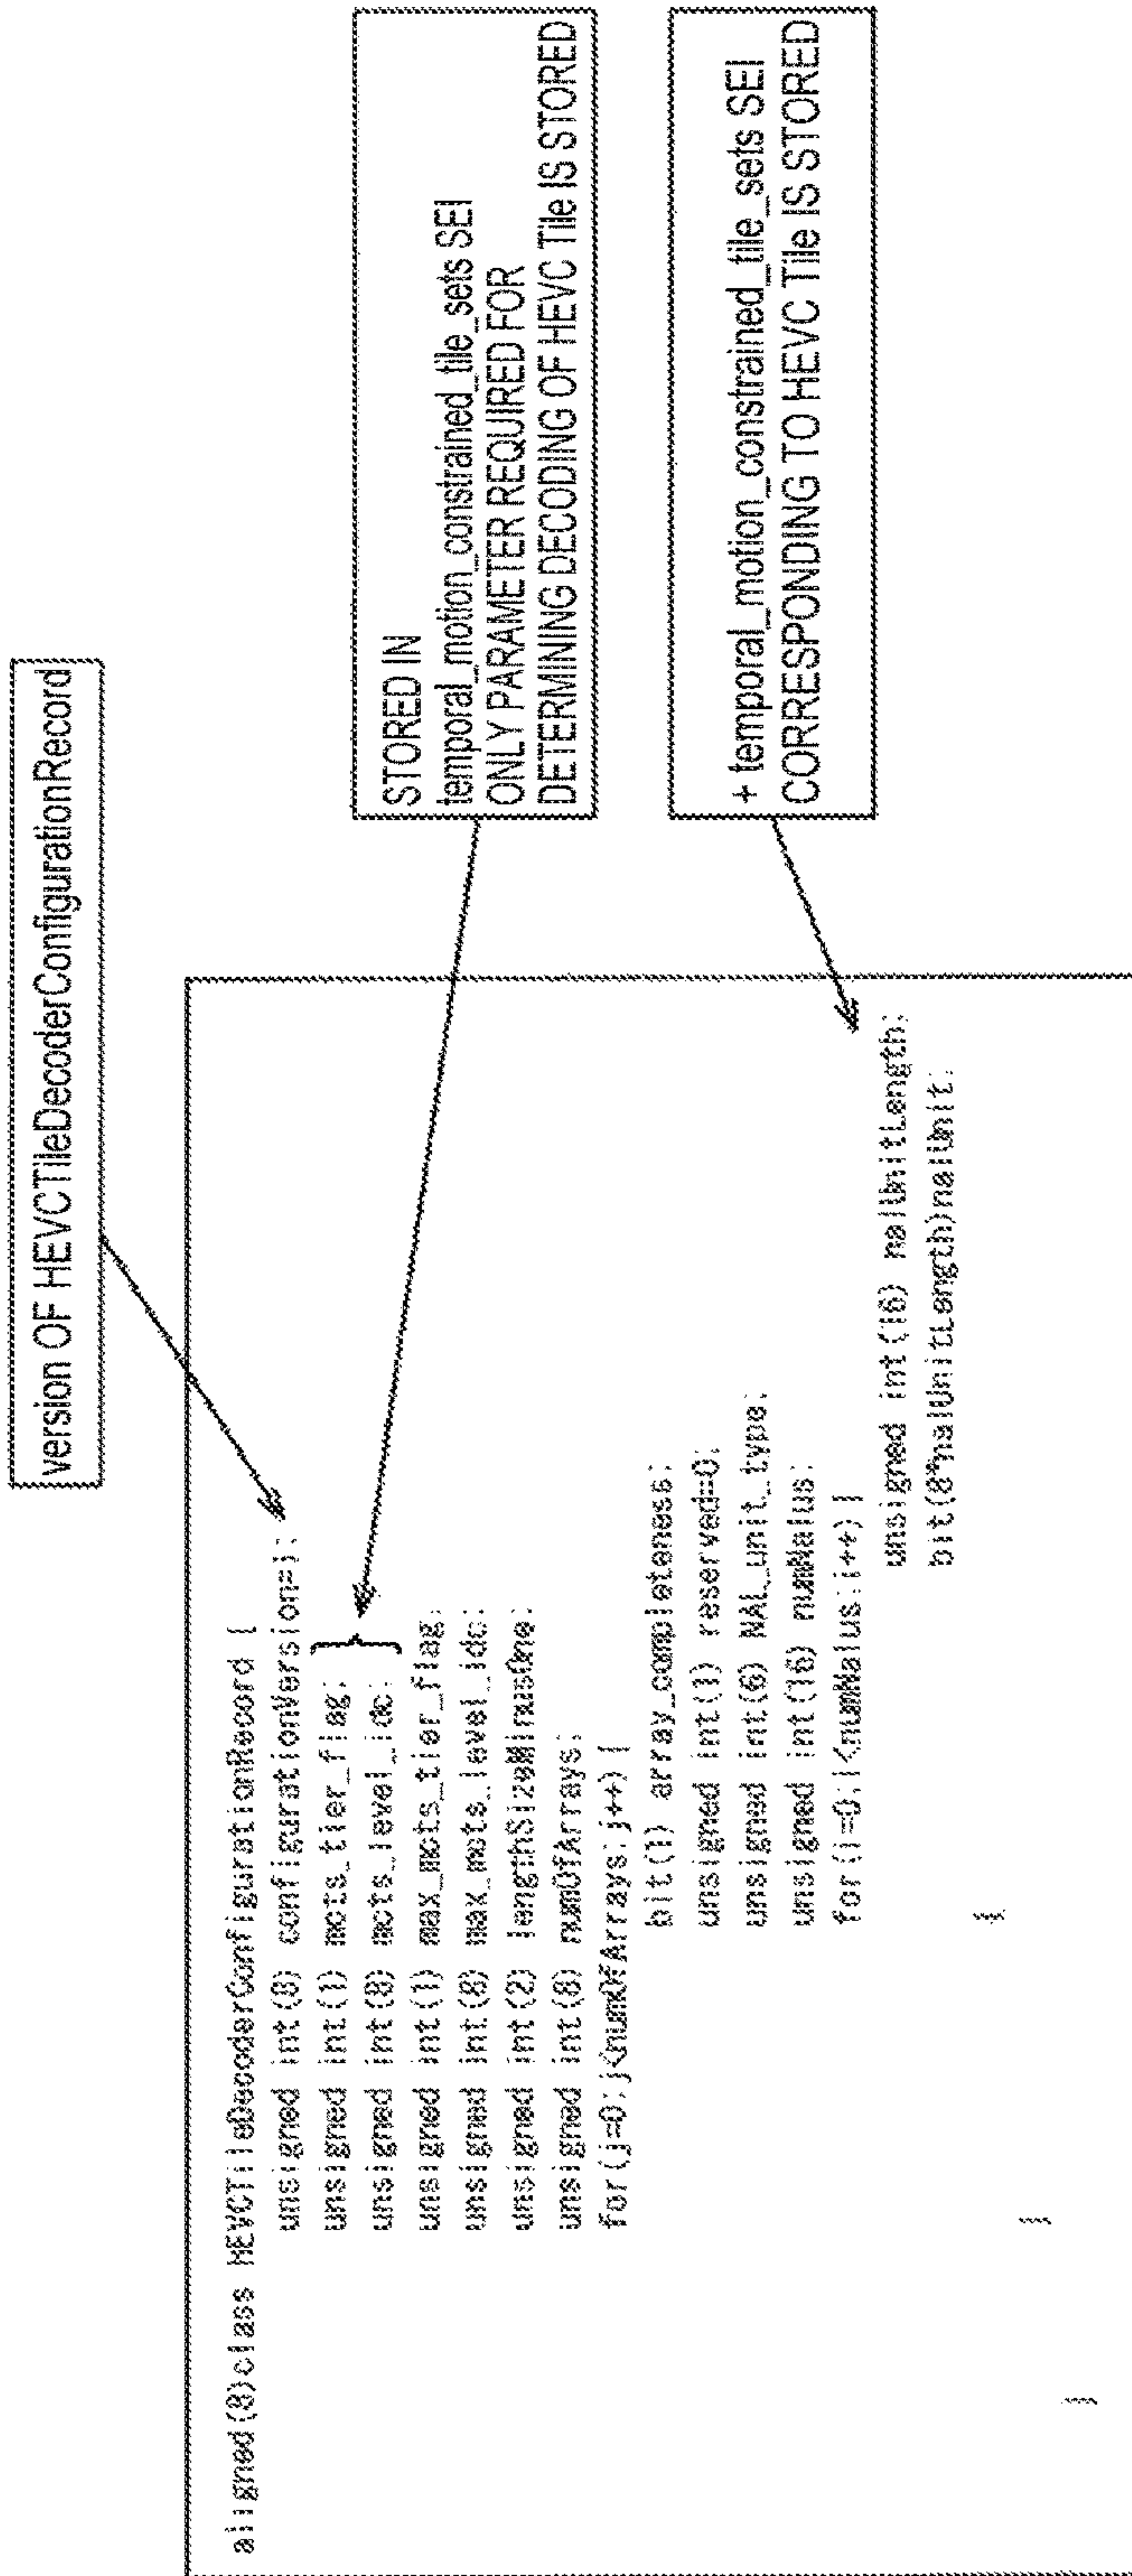 version OF HEVCTileDecoderConfigurationRecord
aligned(8)class HEVCTileDecoderConfigurationRecord {
unsigned int(8) configurationVersion=1;
unsigned int(1) mcts_tier_flag;
unsigned int(8) mcts_level_idc;
unsigned int(1) max_mcts_tier_flag;
unsigned int(8) max_mcts_level_idc;
unsigned int(2) lengthSizeMinusOne;
unsigned int(8) numOfArrays;
for(j=0;j<numOfArrays;j++) {
bit(1) array_completeness;
unsigned int(1) reserved=0;
unsigned int(6) NAL_unit_type;
unsigned int(16) numNalus;
for(i=0;i<numNalus;i++) {
unsigned int(16) nalUnitLength;
bit(8*nalUnitLength)nalUnit;
}
}
}
STORED IN
temporal_motion_constrained_tile_sets SEI
ONLY PARAMETER REQUIRED FOR
DETERMINING DECODING OF HEVC Tile IS STORED
+ temporal_motion_constrained_tile_sets SEI
CORRESPONDING TO HEVC Tile IS STORED